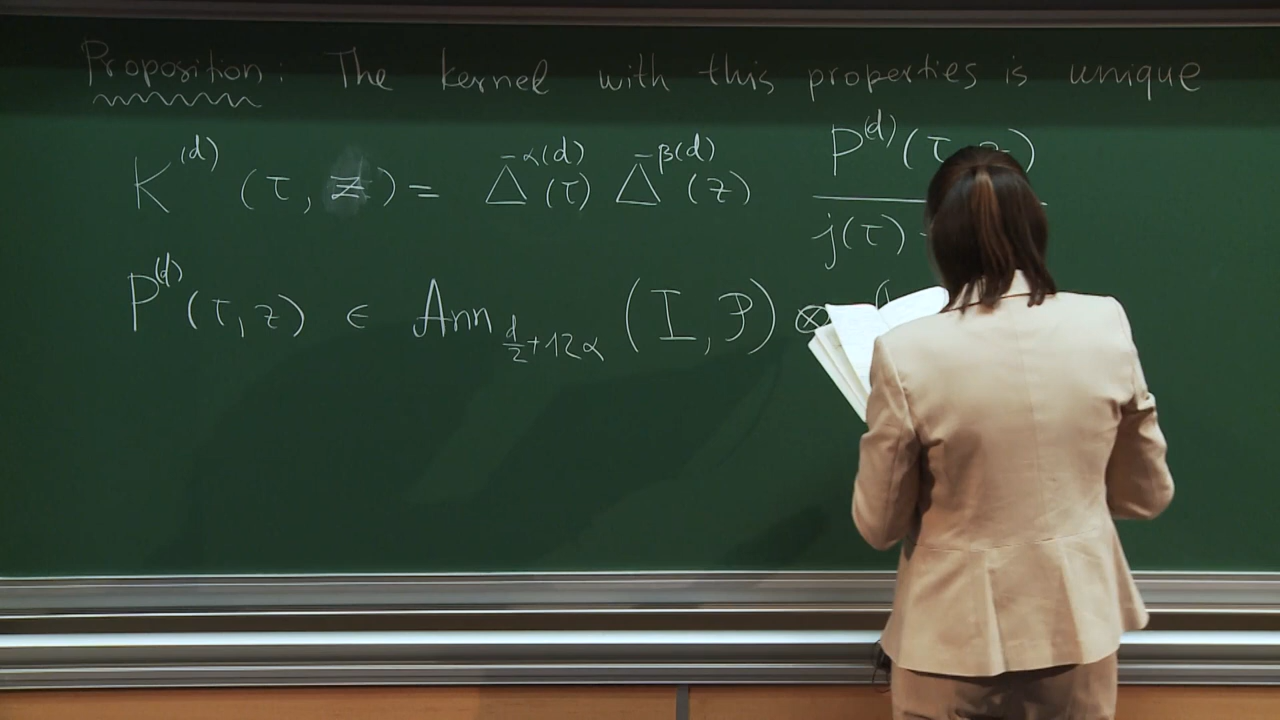 Proposition: The kernel with this properties is unique
K^(d) (τ, z) = Δ^{-α(d)}(τ) Δ^{-β(d)}(z) P^(d)(τ, z) / j(τ) -
P^(d)(τ, z) ∈ Ann_{d/2+12α} (I, P) ⊗